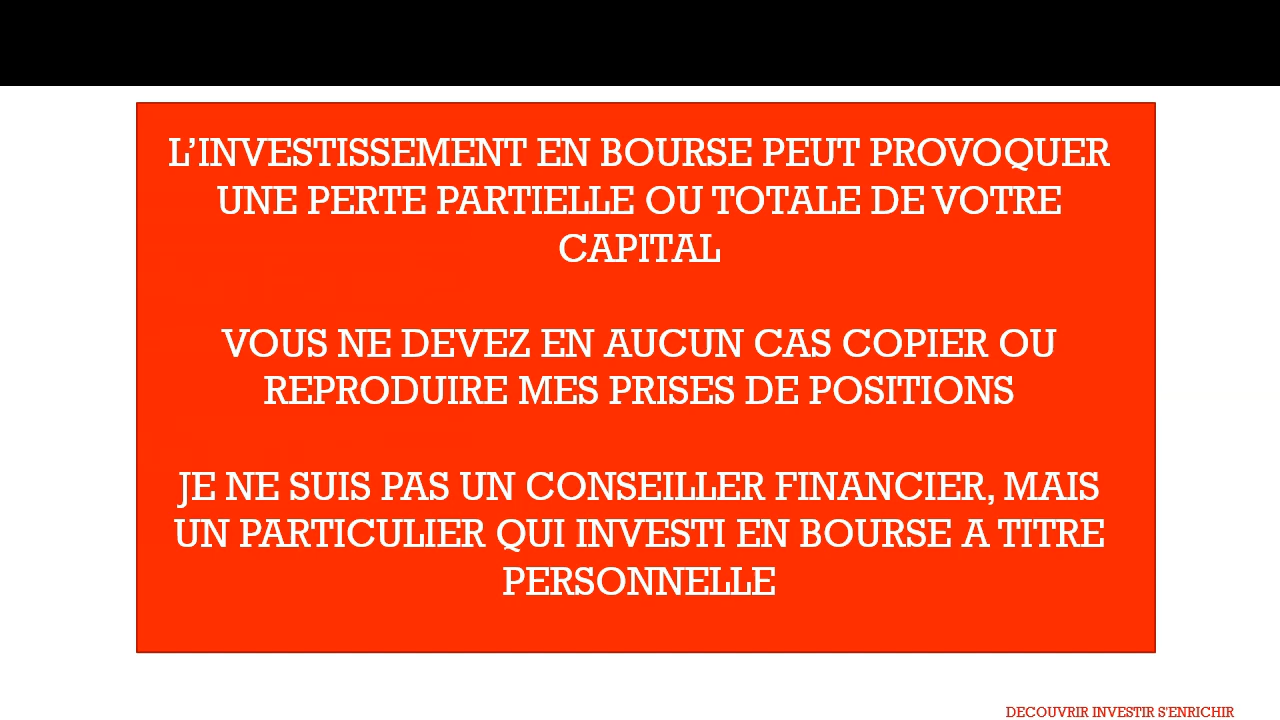 L’INVESTISSEMENT EN BOURSE PEUT PROVOQUER
UNE PERTE PARTIELLE OU TOTALE DE VOTRE
CAPITAL
VOUS NE DEVEZ EN AUCUN CAS COPIER OU
REPRODUIRE MES PRISES DE POSITIONS
JE NE SUIS PAS UN CONSEILLER FINANCIER, MAIS
UN PARTICULIER QUI INVESTI EN BOURSE A TITRE
PERSONNELLE
DECOUVRIR INVESTIR S'ENRICHIR